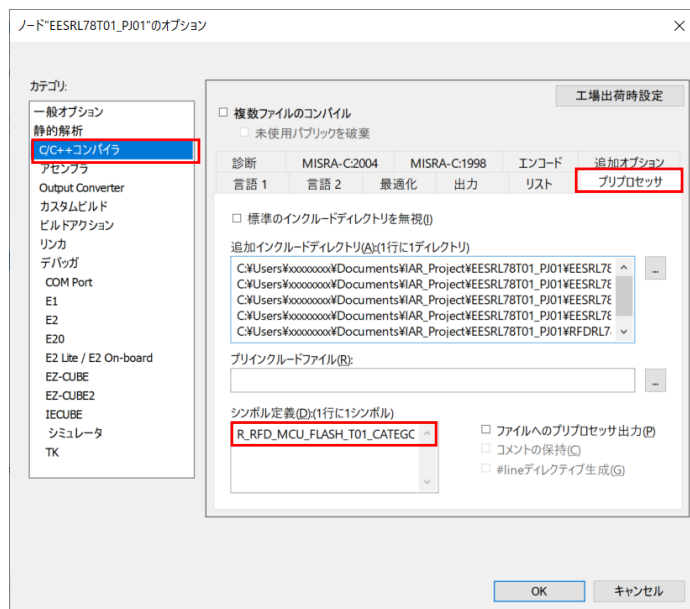 ノード"EESRL78T01_PJ01"のオプション
カテゴリ:
一般オプション
静的解析
C/C++コンパイラ
アセンブラ
Output Converter
カスタムビルド
ビルドアクション
リンカ
デバッガ
COM Port
E1
E2
E20
E2 Lite / E2 On-board
EZ-CUBE
EZ-CUBE2
IECUBE
シミュレータ
TK
工場出荷時設定
複数ファイルのコンパイル
未使用パブリックを破棄
診断 MISRA-C:2004 MISRA-C:1998 エンコード 追加オプション
言語 1 言語 2 最適化 出力 リスト プリプロセッサ
標準のインクルードディレクトリを無視(I)
追加インクルードディレクトリ(A):(1行に1ディレクトリ)
C:¥Users¥xxxxxxxx¥Documents¥IAR_Project¥EESRL78T01_PJ01¥EESRL78
C:¥Users¥xxxxxxxx¥Documents¥IAR_Project¥EESRL78T01_PJ01¥EESRL78
C:¥Users¥xxxxxxxx¥Documents¥IAR_Project¥EESRL78T01_PJ01¥EESRL78
C:¥Users¥xxxxxxxx¥Documents¥IAR_Project¥EESRL78T01_PJ01¥EESRL78
C:¥Users¥xxxxxxxx¥Documents¥IAR_Project¥EESRL78T01_PJ01¥RFDRL7
...
プリインクルードファイル(R):
...
シンボル定義(D):(1行に1シンボル)
R_RFD_MCU_FLASH_T01_CATEGO
ファイルへのプリプロセッサ出力(P)
コメントの保持(C)
#lineディレクティブ生成(G)
OK キャンセル